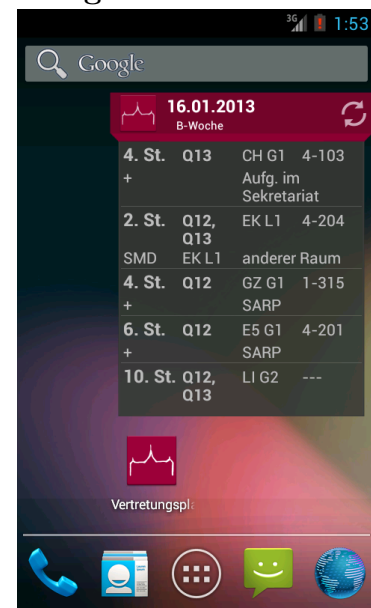 3G 1:53
Google
16.01.2013
B-Woche
4. St. Q13 CH G1 4-103
+ Aufg. im
Sekretariat
2. St. Q12, EK L1 4-204
Q13
SMD EK L1 anderer Raum
4. St. Q12 GZ G1 1-315
+ SARP
6. St. Q12 E5 G1 4-201
+ SARP
10. St. Q12, LI G2 ---
Q13
Vertretungspla